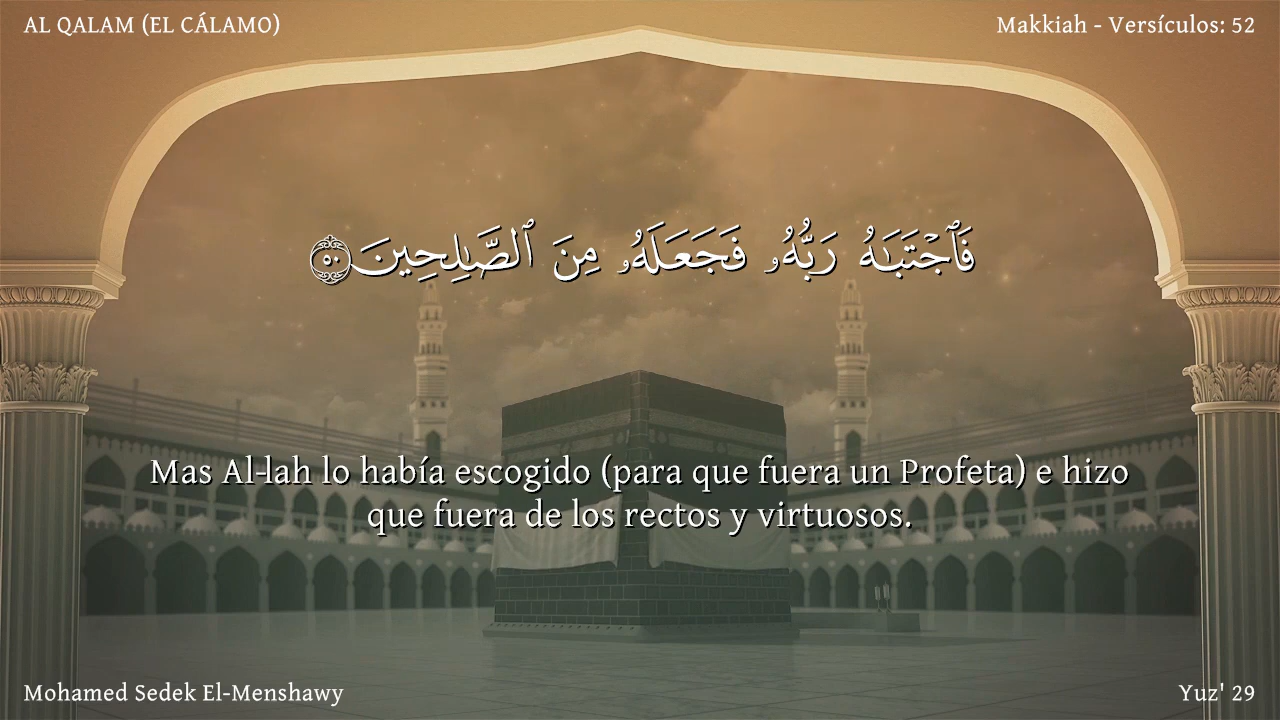 AL QALAM (EL CÁLAMO)
Makkiah - Versículos: 52
فَٱجْتَبَـٰهُ رَبُّهُۥ فَجَعَلَهُۥ مِنَ ٱلصَّـٰلِحِينَ ٥٠
Mas Al-lah lo había escogido (para que fuera un Profeta) e hizo
que fuera de los rectos y virtuosos.
Mohamed Sedek El-Menshawy
Yuz' 29